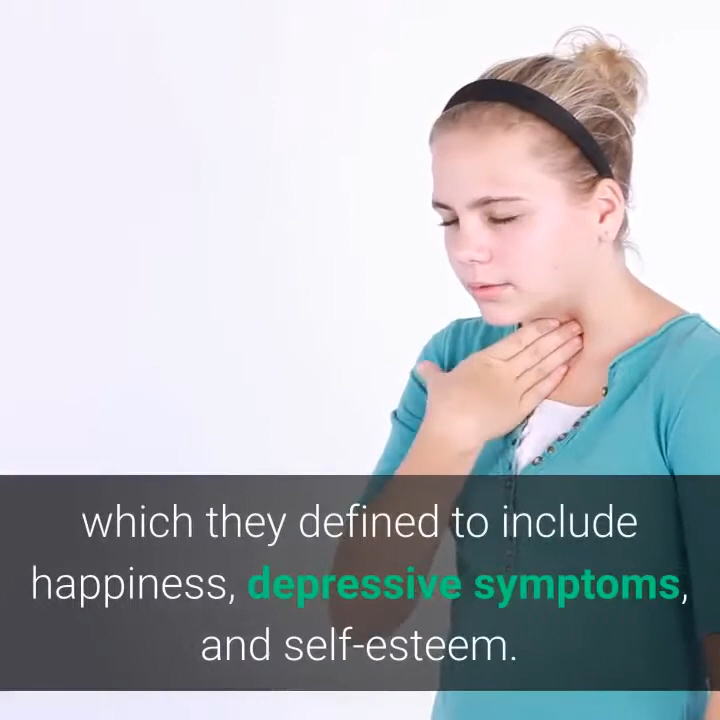 which they defined to include
happiness, depressive symptoms,
and self-esteem.